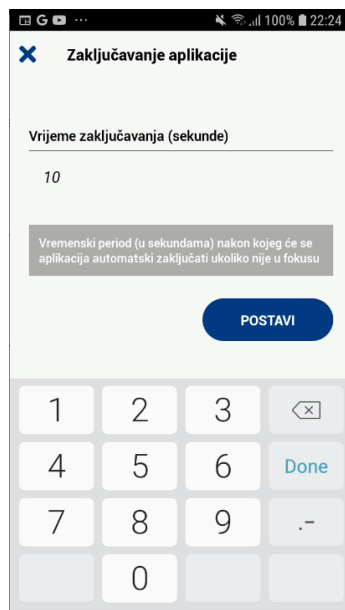 G ... 100% 22:24
Zaključavanje aplikacije
Vrijeme zaključavanja (sekunde)
10
Vremenski period (u sekundama) nakon kojeg će se
aplikacija automatski zaključati ukoliko nije u fokusu
POSTAVI
1 2 3
4 5 6 Done
7 8 9 .-
0